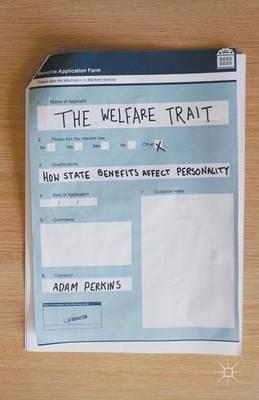 Benefits Application Form
Please read the information on this form carefully
1. Name of Applicant
THE WELFARE TRAIT
2. Please tick the relevant box
Mr Mrs Miss Ms Other X
3. Qualifications
HOW STATE BENEFITS AFFECT PERSONALITY
4. Date of Application
/ /
7. Guidance notes
5. Comments
6. Signature
ADAM PERKINS